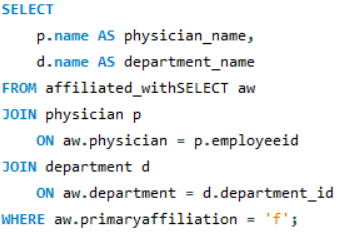 SELECT
p.name AS physician_name,
d.name AS department_name
FROM affiliated_withSELECT aw
JOIN physician p
ON aw.physician = p.employeeid
JOIN department d
ON aw.department = d.department_id
WHERE aw.primaryaffiliation = 'f';